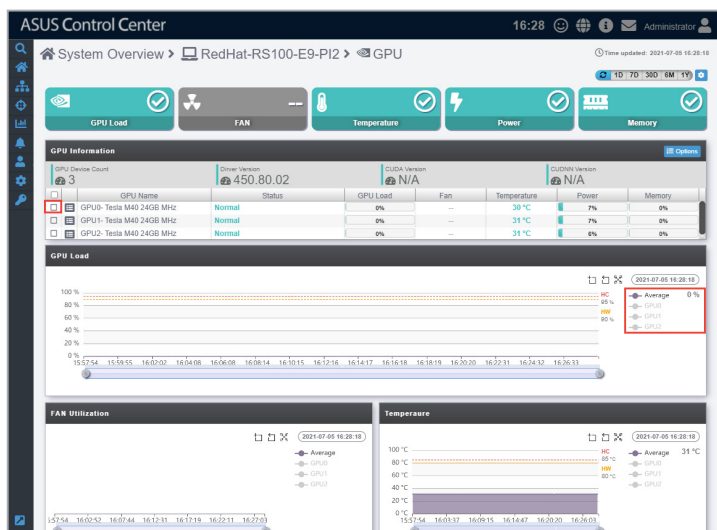 ASUS Control Center
16:28
Administrator
System Overview > RedHat-RS100-E9-PI2 > GPU
Time updated: 2021-07-05 16:28:18
1D 7D 30D 6M 1Y
GPU Load
FAN
--
Temperature
Power
Memory
GPU Information
Options
GPU Device Count
3
Dirver Version
450.80.02
CUDA Version
N/A
CUDNN Version
N/A
GPU Name Status GPU Load Fan Temperature Power Memory
GPU0- Tesla M40 24GB MHz Normal 0% -- 30 °C 7% 0%
GPU1- Tesla M40 24GB MHz Normal 0% -- 31 °C 7% 0%
GPU2- Tesla M40 24GB MHz Normal 0% -- 31 °C 6% 0%
GPU Load
2021-07-05 16:28:18
100 %
80 %
60 %
40 %
20 %
0 %
HC
95 %
HW
90 %
Average 0 %
GPU0
GPU1
GPU2
15:57:54 15:59:55 16:02:02 16:04:08 16:06:08 16:08:14 16:10:15 16:12:16 16:14:17 16:16:18 16:18:19 16:20:20 16:22:31 16:24:32 16:26:33
FAN Utilization
2021-07-05 16:28:18
Average
GPU0
GPU1
GPU2
5:57:54 16:02:52 16:07:44 16:12:31 16:17:19 16:22:11 16:27:03
Temperaure
2021-07-05 16:28:18
100 °C
80 °C
60 °C
40 °C
20 °C
0 °C
HC
85 °C
HW
80 °C
Average 31 °C
GPU0
GPU1
GPU2
15:57:54 16:03:37 16:09:15 16:14:47 16:20:20 16:26:03